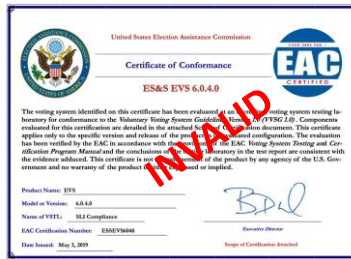 United States Election Assistance Commission
Certificate of Conformance
ES&S EVS 6.0.4.0
EAC
CERTIFIED
The voting system identified on this certificate has been evaluated at an voting system testing la-
boratory for conformance to the Voluntary Voting System Guidelines Version 1.0 (VVSG 1.0). Components
evaluated for this certification are detailed in the attached Scope of Certification document. This certificate
applies only to the specific version and release of the product in its evaluated configuration. The evaluation
has been verified by the EAC in accordance with the provisions of the EAC Voting System Testing and Cer-
tification Program Manual and the conclusions of the testing laboratory in the test report are consistent with
the evidence adduced. This certificate is not an endorsement of the product by any agency of the U.S. Gov-
ernment and no warranty of the product is either expressed or implied.
INVALID
Product Name: EVS
Model or Version: 6.0.4.0
Name of VSTL: SLI Compliance
EAC Certification Number: ESSEVS6040
Date Issued: May 3, 2019
Executive Director
Scope of Certification Attached